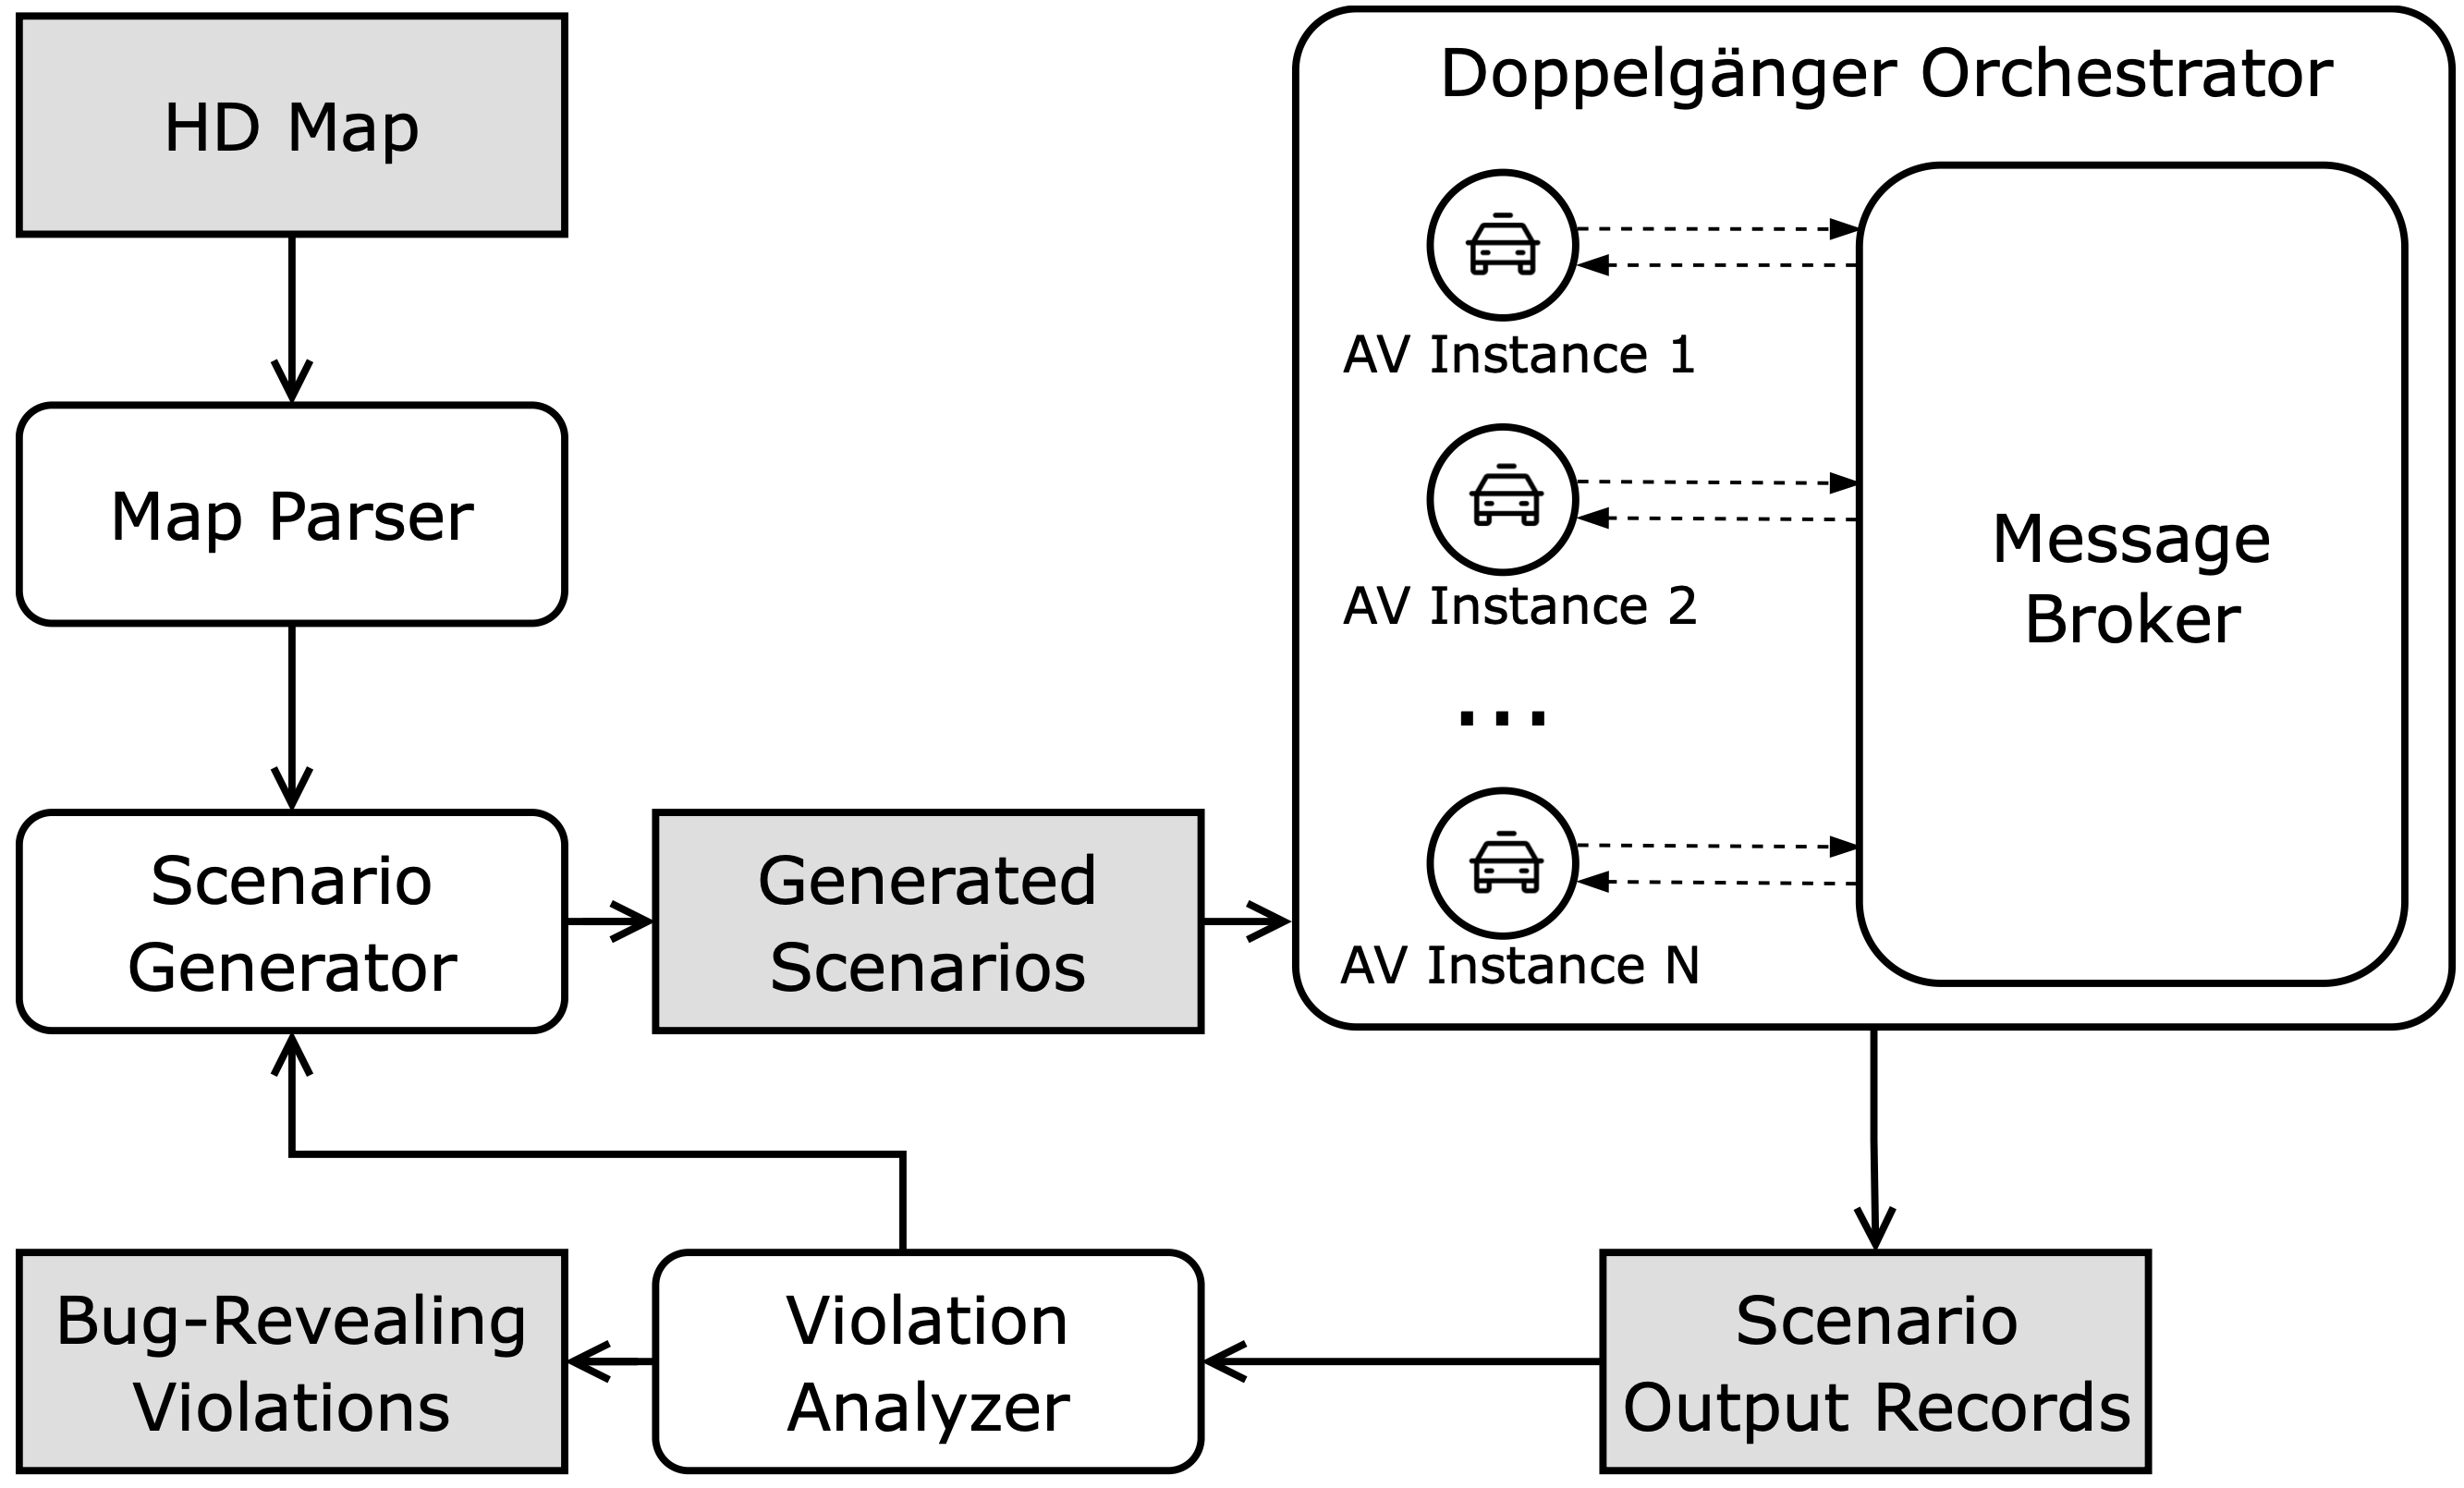 HD Map
Map Parser
Scenario
Generator
Generated
Scenarios
Doppelgänger Orchestrator
AV Instance 1
AV Instance 2
...
AV Instance N
Message
Broker
Scenario
Output Records
Violation
Analyzer
Bug-Revealing
Violations